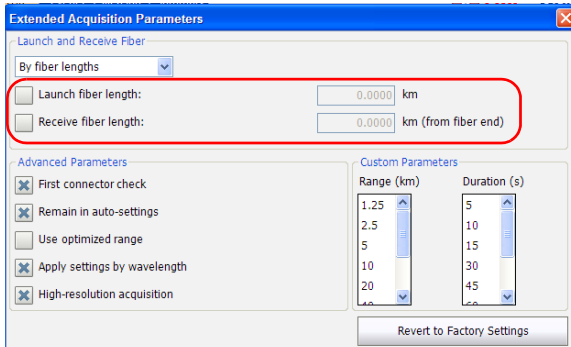 Extended Acquisition Parameters
Launch and Receive Fiber
By fiber lengths
Launch fiber length: 0.0000 km
Receive fiber length: 0.0000 km (from fiber end)
Advanced Parameters
First connector check
Remain in auto-settings
Use optimized range
Apply settings by wavelength
High-resolution acquisition
Custom Parameters
Range (km) Duration (s)
1.25 5
2.5 10
5 15
10 30
20 45
Revert to Factory Settings